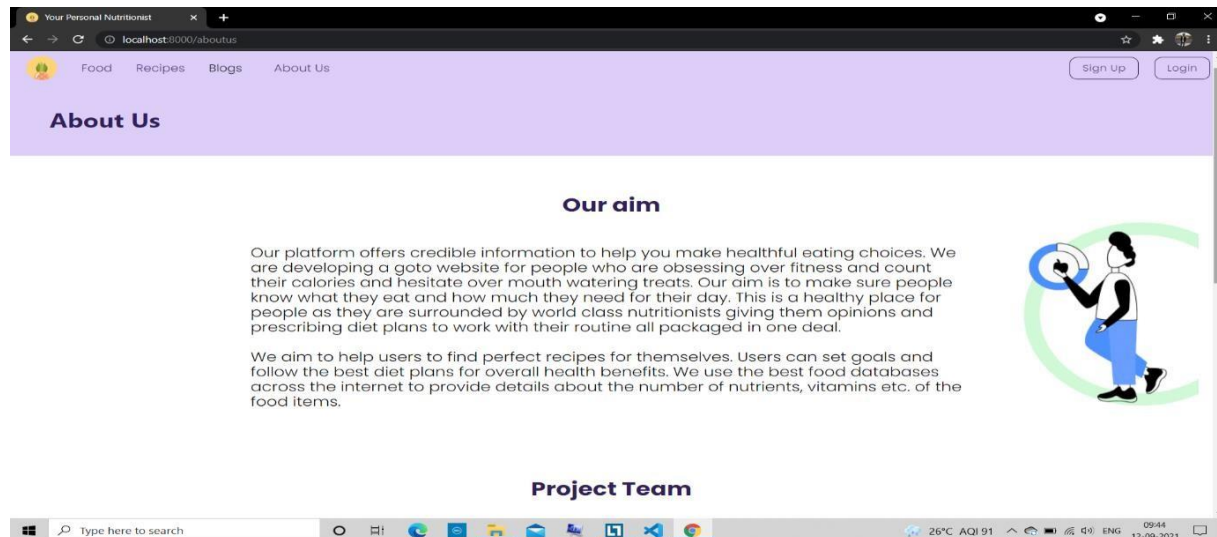 Your Personal Nutritionist
localhost:8000/aboutus
Food Recipes Blogs About Us Sign Up Login
About Us
Our aim
Our platform offers credible information to help you make healthful eating choices. We
are developing a goto website for people who are obsessing over fitness and count
their calories and hesitate over mouth watering treats. Our aim is to make sure people
know what they eat and how much they need for their day. This is a healthy place for
people as they are surrounded by world class nutritionists giving them opinions and
prescribing diet plans to work with their routine all packaged in one deal.
We aim to help users to find perfect recipes for themselves. Users can set goals and
follow the best diet plans for overall health benefits. We use the best food databases
across the internet to provide details about the number of nutrients, vitamins etc. of the
food items.
Project Team
Type here to search
26°C AQI 91 ENG 09:44
12-09-2021